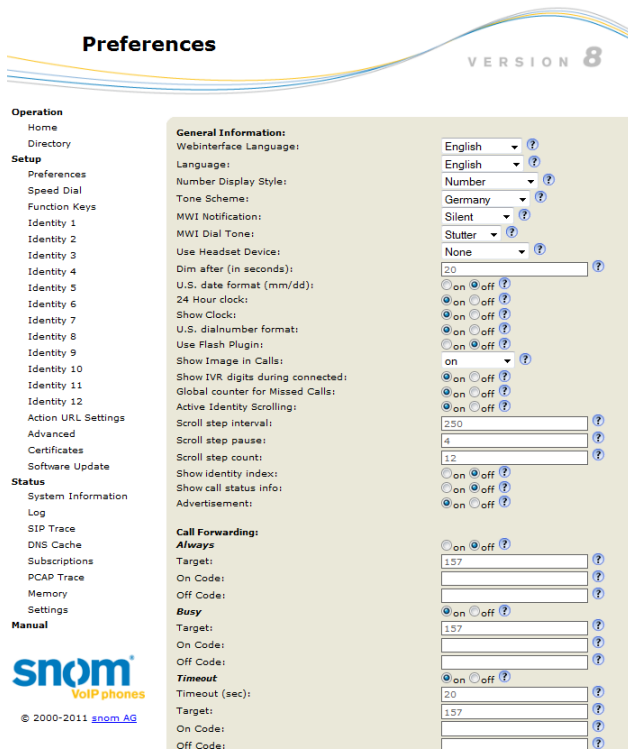 Preferences
VERSION 8
Operation
Home
Directory
Setup
Preferences
Speed Dial
Function Keys
Identity 1
Identity 2
Identity 3
Identity 4
Identity 5
Identity 6
Identity 7
Identity 8
Identity 9
Identity 10
Identity 11
Identity 12
Action URL Settings
Advanced
Certificates
Software Update
Status
System Information
Log
SIP Trace
DNS Cache
Subscriptions
PCAP Trace
Memory
Settings
Manual
snom
VoIP phones
© 2000-2011 snom AG
General Information:
Webinterface Language: English ?
Language: English ?
Number Display Style: Number ?
Tone Scheme: Germany ?
MWI Notification: Silent ?
MWI Dial Tone: Stutter ?
Use Headset Device: None ?
Dim after (in seconds): 20 ?
U.S. date format (mm/dd): on off ?
24 Hour clock: on off ?
Show Clock: on off ?
U.S. dialnumber format: on off ?
Use Flash Plugin: on off ?
Show Image in Calls: on ?
Show IVR digits during connected: on off ?
Global counter for Missed Calls: on off ?
Active Identity Scrolling: on off ?
Scroll step interval: 250 ?
Scroll step pause: 4 ?
Scroll step count: 12 ?
Show identity index: on off ?
Show call status info: on off ?
Advertisement: on off ?
Call Forwarding:
Always on off ?
Target: 157 ?
On Code: ?
Off Code: ?
Busy on off ?
Target: 157 ?
On Code: ?
Off Code: ?
Timeout on off ?
Timeout (sec): 20 ?
Target: 157 ?
On Code: ?
Off Code: ?